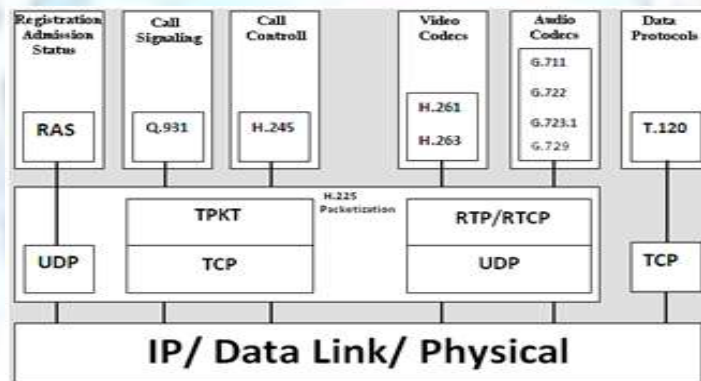 Registration
Admission
Status
Call
Signaling
Call
Controll
Video
Codecs
Audio
Codecs
Data
Protocols
RAS
Q.931
H.245
H.261
H.263
G.711
G.722
G.723.1
G.729
T.120
H.225
Packetization
TPKT
TCP
RTP/RTCP
UDP
UDP
TCP
IP/ Data Link/ Physical